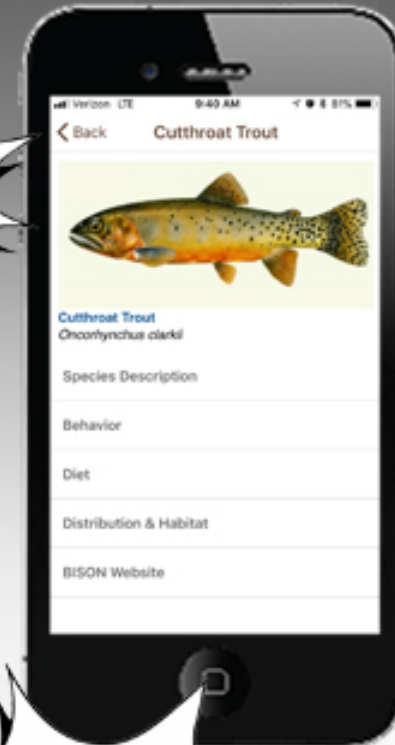 Verizon LTE 9:40 AM 81%
Back Cutthroat Trout
Cutthroat Trout
Oncorhynchus clarkii
Species Description
Behavior
Diet
Distribution & Habitat
BISON Website